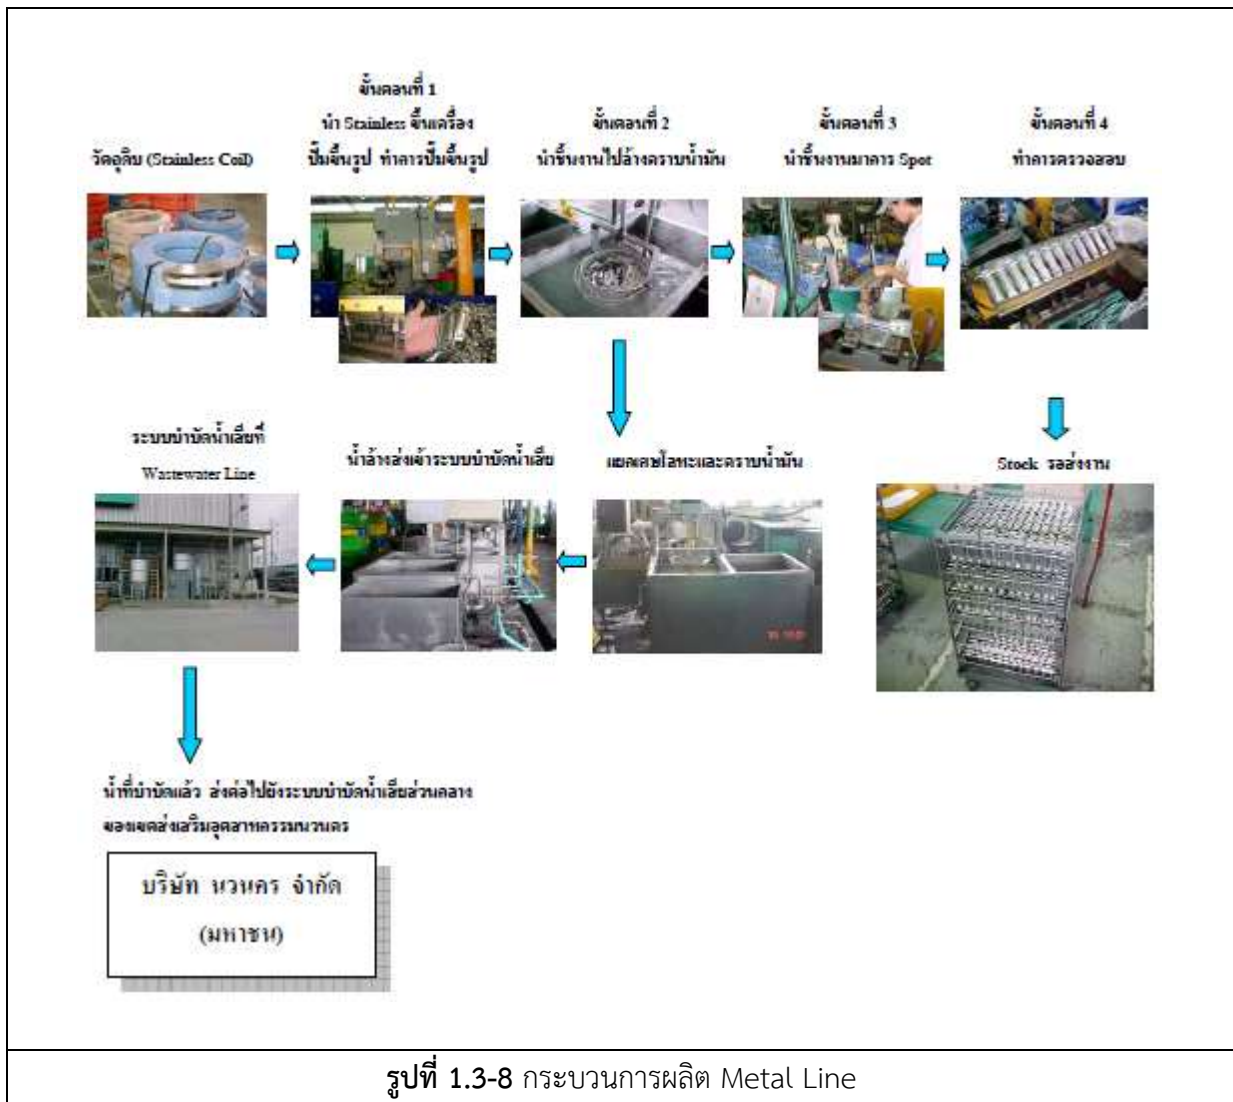 ขั้นตอนที่ 1
นำ Stainless ขึ้นเครื่อง
ปั๊มขึ้นรูป ทำการปั๊มขึ้นรูป
ขั้นตอนที่ 2
นำชิ้นงานไปล้างคราบน้ำมัน
ขั้นตอนที่ 3
นำชิ้นงานมาการ Spot
ขั้นตอนที่ 4
ทำการตรวจสอบ
วัตถุดิบ (Stainless Coil)
ระบบบำบัดน้ำเสียที่
Wastewater Line
น้ำล้างส่งเข้าระบบบำบัดน้ำเสีย
แยกเศษโลหะและคราบน้ำมัน
Stock รอส่งงาน
น้ำที่บำบัดแล้ว ส่งต่อไปยังระบบบำบัดน้ำเสียส่วนกลาง
ของเขตส่งเสริมอุตสาหกรรมนวนคร
บริษัท นวนคร จำกัด
(มหาชน)
รูปที่ 1.3-8 กระบวนการผลิต Metal Line